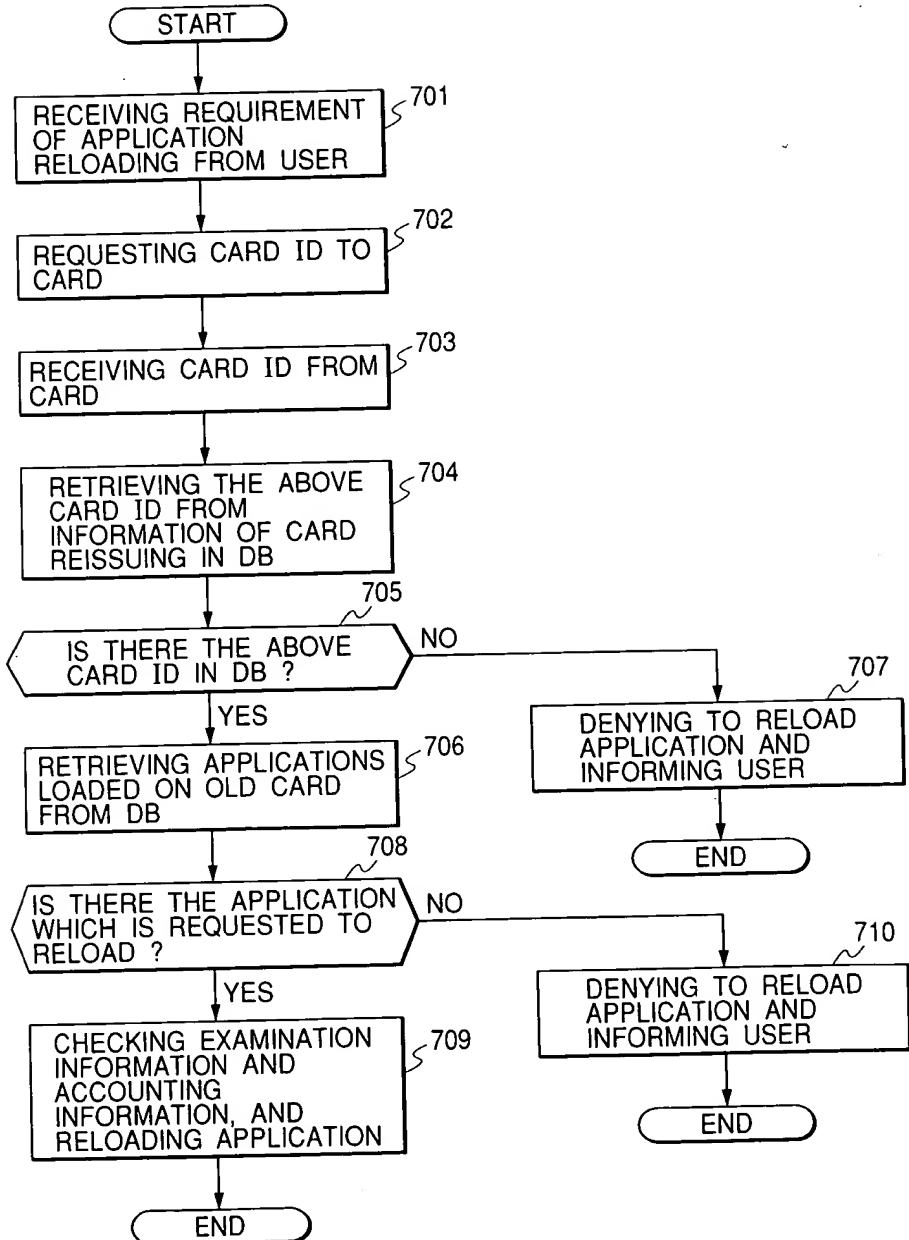 START
701
RECEIVING REQUIREMENT
OF APPLICATION
RELOADING FROM USER
702
REQUESTING CARD ID TO
CARD
703
RECEIVING CARD ID FROM
CARD
704
RETRIEVING THE ABOVE
CARD ID FROM
INFORMATION OF CARD
REISSUING IN DB
705
IS THERE THE ABOVE
CARD ID IN DB ?
NO
YES
707
DENYING TO RELOAD
APPLICATION AND
INFORMING USER
END
706
RETRIEVING APPLICATIONS
LOADED ON OLD CARD
FROM DB
708
IS THERE THE APPLICATION
WHICH IS REQUESTED TO
RELOAD ?
NO
YES
710
DENYING TO RELOAD
APPLICATION AND
INFORMING USER
END
709
CHECKING EXAMINATION
INFORMATION AND
ACCOUNTING
INFORMATION, AND
RELOADING APPLICATION
END